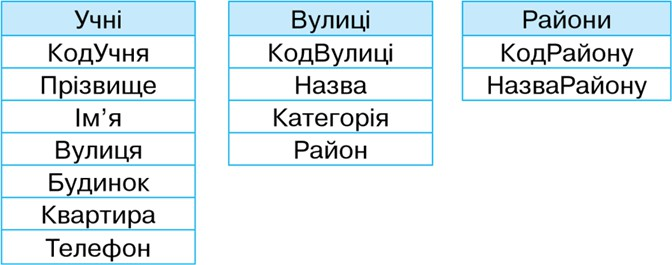 Учні
КодУчня
Прізвище
Ім’я
Вулиця
Будинок
Квартира
Телефон
Вулиці
КодВулиці
Назва
Категорія
Район
Райони
КодРайону
НазваРайону